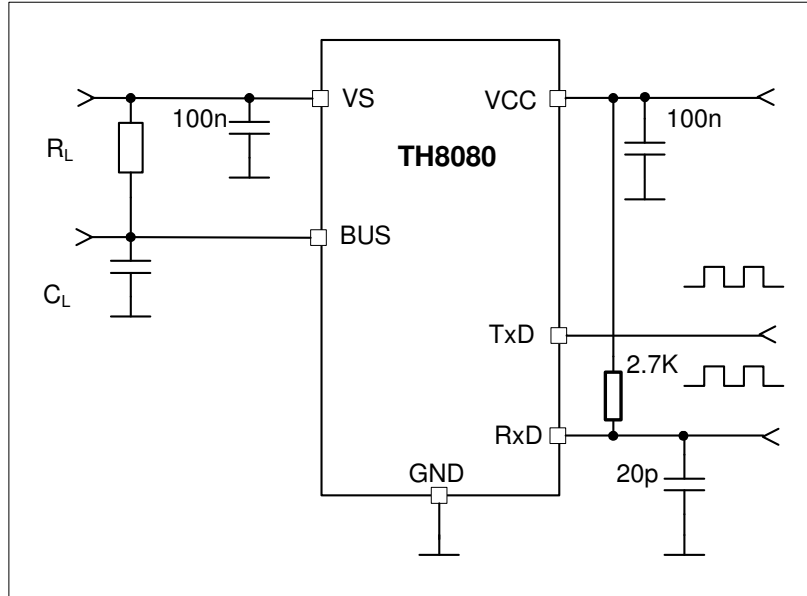 VS
VCC
100n
100n
R_L
TH8080
BUS
C_L
TxD
2.7K
RxD
GND
20p